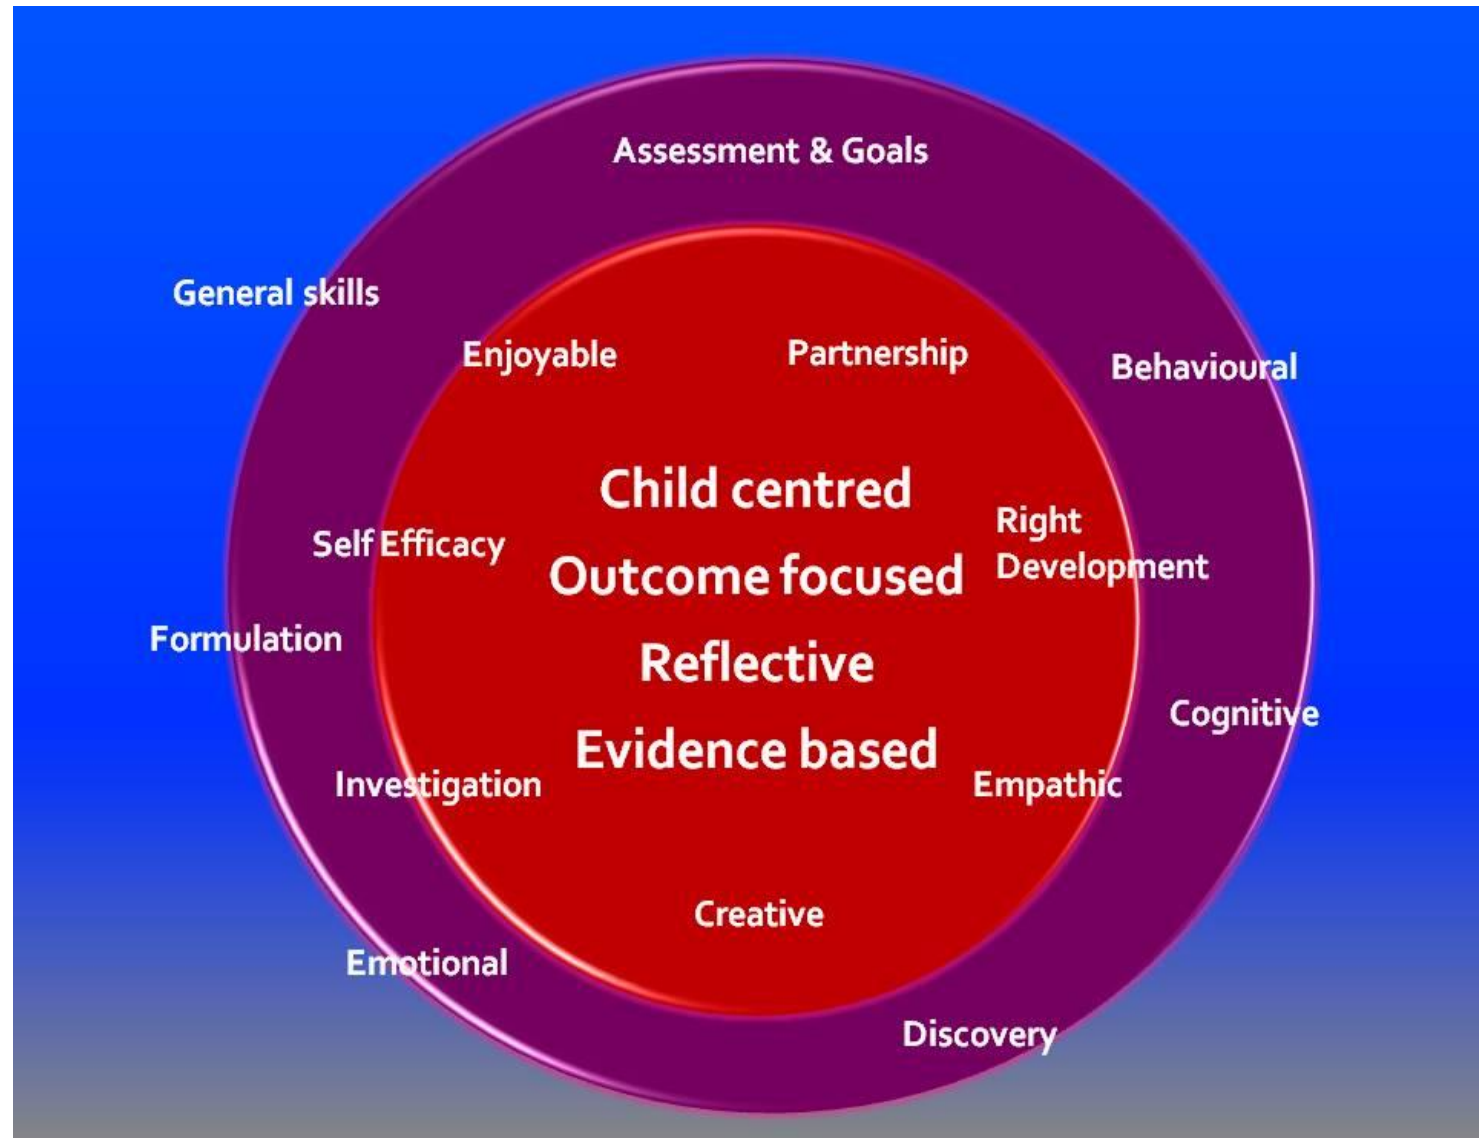 Assessment & Goals
General skills
Enjoyable
Partnership
Behavioural
Child centred
Right
Development
Self Efficacy
Outcome focused
Formulation
Reflective
Cognitive
Evidence based
Investigation
Empathic
Creative
Emotional
Discovery